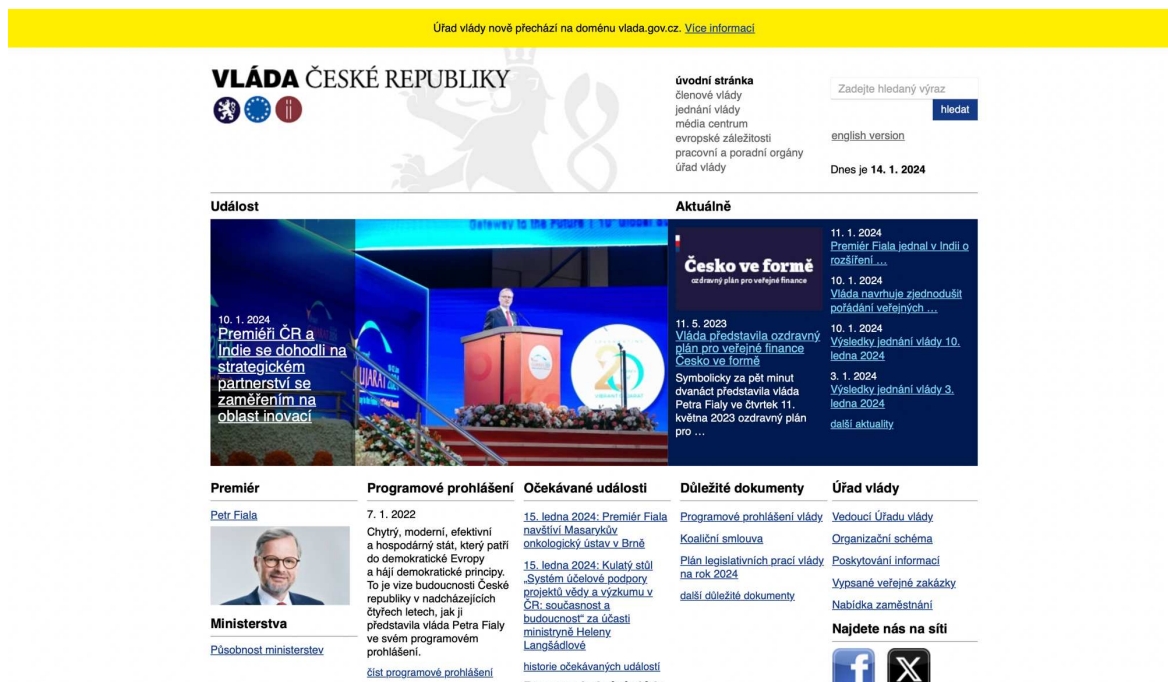 Úřad vlády nově přechází na doménu vlada.gov.cz. Více informací
VLÁDA ČESKÉ REPUBLIKY
úvodní stránka
členové vlády
jednání vlády
média centrum
evropské záležitosti
pracovní a poradní orgány
úřad vlády
Zadejte hledaný výraz
hledat
english version
Dnes je 14. 1. 2024
Událost
10. 1. 2024
Premiéři ČR a
Indie se dohodli na
strategickém
partnerství se
zaměřením na
oblast inovací
Aktuálně
Česko ve formě
ozdravný plán pro veřejné finance
11. 5. 2023
Vláda představila ozdravný
plán pro veřejné finance
Česko ve formě
Symbolicky za pět minut
dvanáct představila vláda
Petra Fialy ve čtvrtek 11.
května 2023 ozdravný plán
pro …
11. 1. 2024
Premiér Fiala jednal v Indii o
rozšíření …
10. 1. 2024
Vláda navrhuje zjednodušit
pořádání veřejných …
10. 1. 2024
Výsledky jednání vlády 10.
ledna 2024
3. 1. 2024
Výsledky jednání vlády 3.
ledna 2024
další aktuality
Premiér
Petr Fiala
Ministerstva
Působnost ministerstev
Programové prohlášení
7. 1. 2022
Chytrý, moderní, efektivní
a hospodárný stát, který patří
do demokratické Evropy
a hájí demokratické principy.
To je vize budoucnosti České
republiky v nadcházejících
čtyřech letech, jak ji
představila vláda Petra Fialy
ve svém programovém
prohlášení.
číst programové prohlášení
Očekávané události
15. ledna 2024: Premiér Fiala
navštíví Masarykův
onkologický ústav v Brně
15. ledna 2024: Kulatý stůl
„Systém účelové podpory
projektů vědy a výzkumu v
ČR: současnost a
budoucnost“ za účasti
ministryně Heleny
Langšádlové
historie očekávaných událostí
Důležité dokumenty
Programové prohlášení vlády
Koaliční smlouva
Plán legislativních prací vlády
na rok 2024
další důležité dokumenty
Úřad vlády
Vedoucí Úřadu vlády
Organizační schéma
Poskytování informací
Vypsané veřejné zakázky
Nabídka zaměstnání
Najdete nás na síti